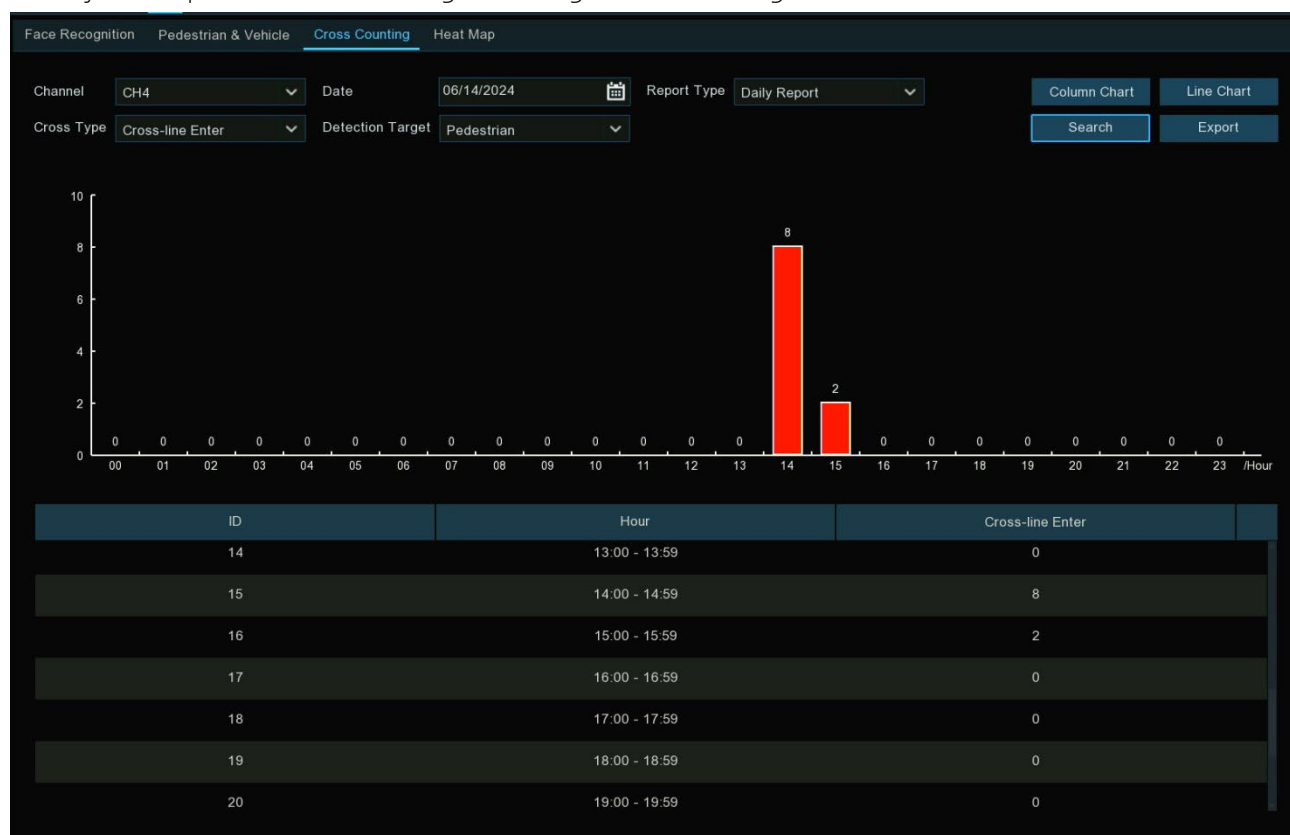 Face Recognition Pedestrian & Vehicle Cross Counting Heat Map
Channel CH4 Date 06/14/2024 Report Type Daily Report Column Chart Line Chart
Cross Type Cross-line Enter Detection Target Pedestrian Search Export
10
8
8
6
4
2
2
0 0 0 0 0 0 0 0 0 0 0 0 0 0 0 0 0 0 0 0 0 0
0
00 01 02 03 04 05 06 07 08 09 10 11 12 13 14 15 16 17 18 19 20 21 22 23 /Hour
ID Hour Cross-line Enter
14 13:00 - 13:59 0
15 14:00 - 14:59 8
16 15:00 - 15:59 2
17 16:00 - 16:59 0
18 17:00 - 17:59 0
19 18:00 - 18:59 0
20 19:00 - 19:59 0